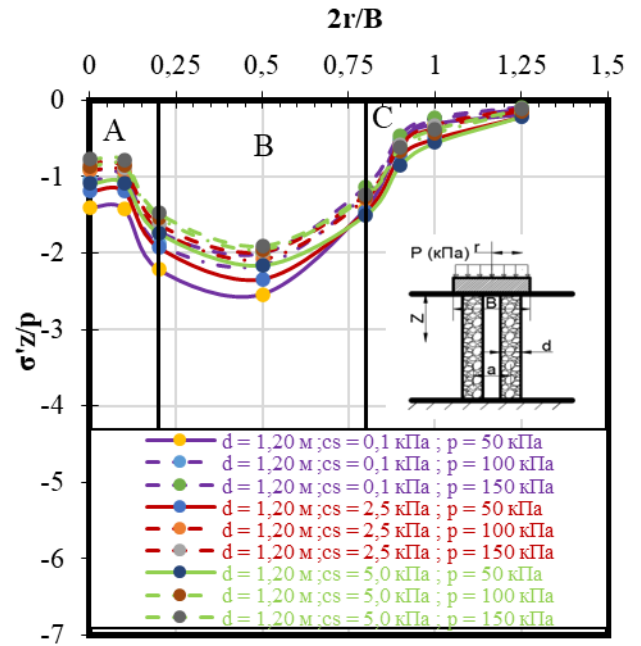 2r/B
0 0,25 0,5 0,75 1 1,25 1,5
0
-1
-2
-3
-4
-5
-6
-7
σ'z/p
A
B
C
P (кПа) r
B
Z
d
a
d = 1,20 м ;cs = 0,1 кПа ; p = 50 кПа
d = 1,20 м ;cs = 0,1 кПа ; p = 100 кПа
d = 1,20 м ;cs = 0,1 кПа ; p = 150 кПа
d = 1,20 м ;cs = 2,5 кПа ; p = 50 кПа
d = 1,20 м ;cs = 2,5 кПа ; p = 100 кПа
d = 1,20 м ;cs = 2,5 кПа ; p = 150 кПа
d = 1,20 м ;cs = 5,0 кПа ; p = 50 кПа
d = 1,20 м ;cs = 5,0 кПа ; p = 100 кПа
d = 1,20 м ;cs = 5,0 кПа ; p = 150 кПа